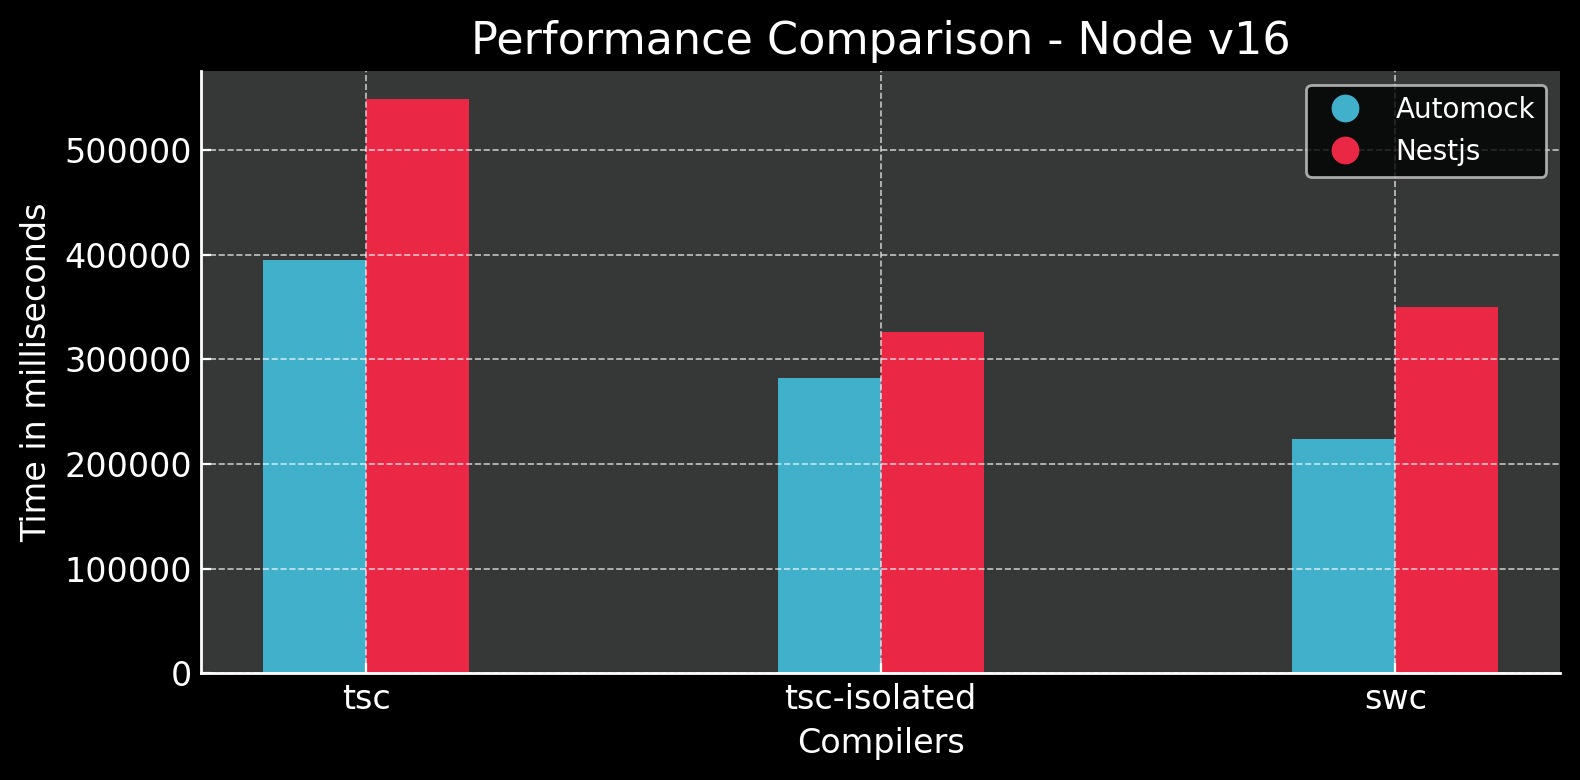 Performance Comparison - Node v16
Automock
Nestjs
Time in milliseconds
500000
400000
300000
200000
100000
0
tsc
tsc-isolated
swc
Compilers